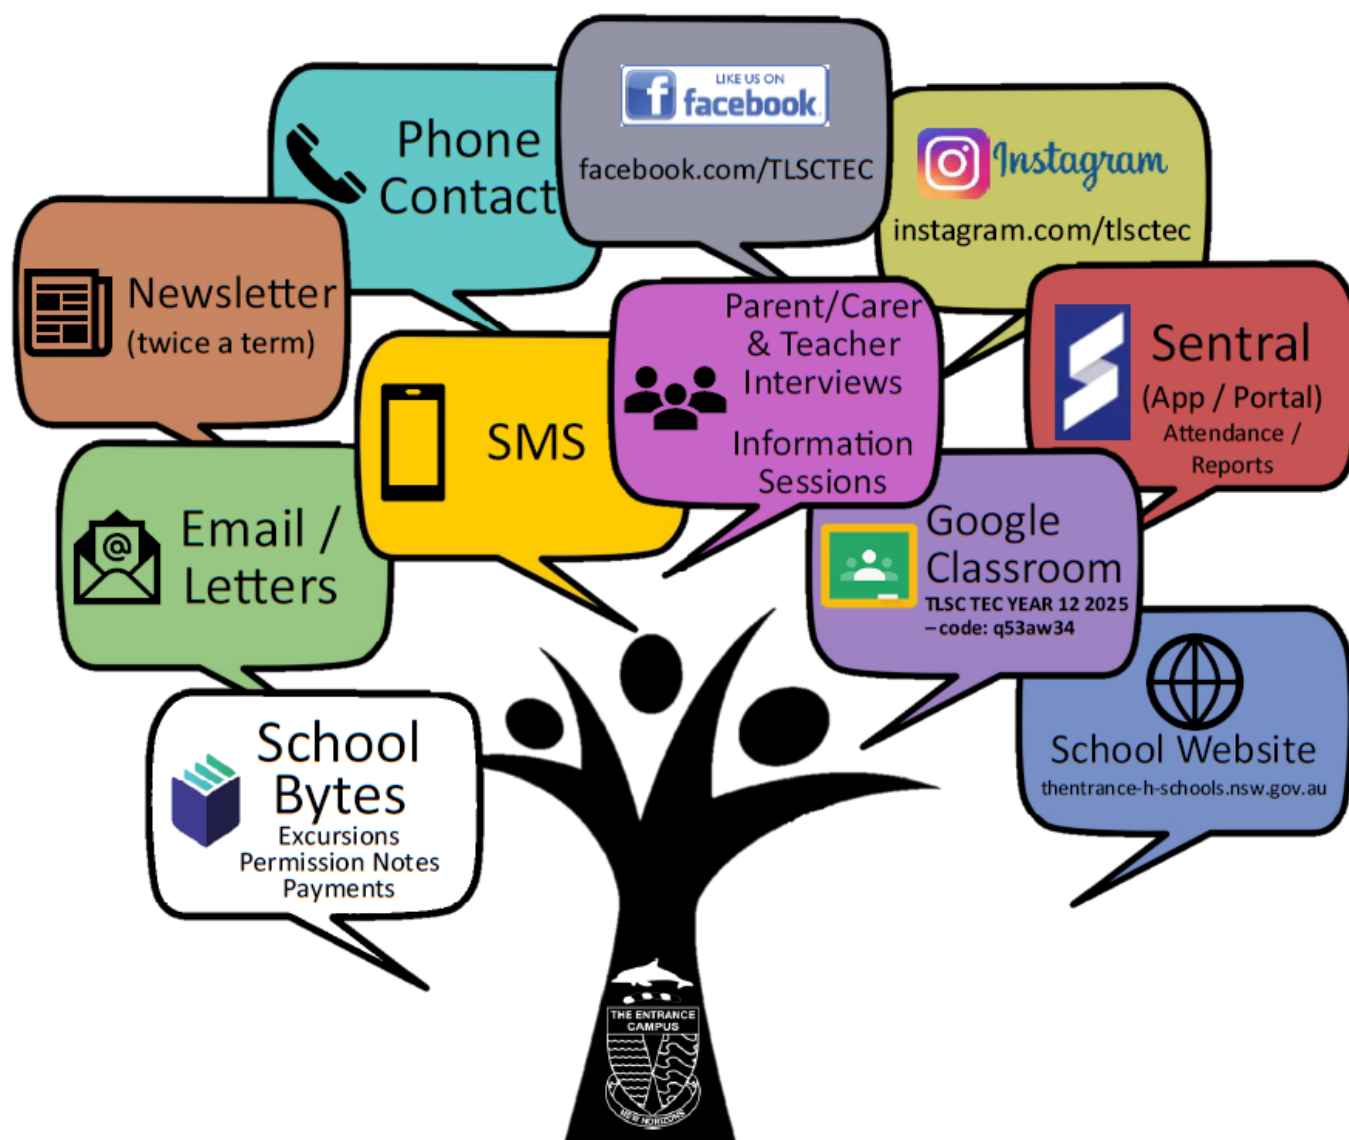 LIKE US ON
facebook
facebook.com/TLSCTEC
Phone
Contact
Instagram
instagram.com/tlsctec
Newsletter
(twice a term)
Parent/Carer
& Teacher
Interviews
Information
Sessions
Sentral
(App / Portal)
Attendance /
Reports
SMS
Email /
Letters
@
Google
Classroom
TLSC TEC YEAR 12 2025
– code: q53aw34
School
Bytes
Excursions
Permission Notes
Payments
School Website
thentrance-h-schools.nsw.gov.au
THE ENTRANCE
CAMPUS
NEW HORIZONS